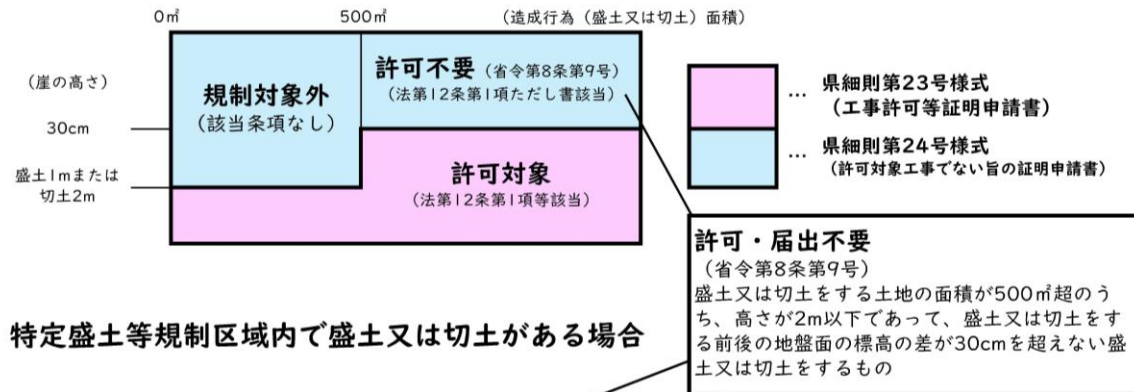 0㎡ 500㎡ (造成行為(盛土又は切土)面積)
(崖の高さ)
30cm
盛土1mまたは
切土2m
規制対象外
(該当条項なし)
許可不要(省令第8条第9号)
(法第12条第1項ただし書該当)
許可対象
(法第12条第1項等該当)
… 県細則第23号様式
(工事許可等証明申請書)
… 県細則第24号様式
(許可対象工事でない旨の証明申請書)
許可・届出不要
(省令第8条第9号)
盛土又は切土をする土地の面積が500㎡超のう
ち、高さが2m以下であって、盛土又は切土をす
る前後の地盤面の標高の差が30cmを超えない盛
土又は切土をするもの
特定盛土等規制区域内で盛土又は切土がある場合